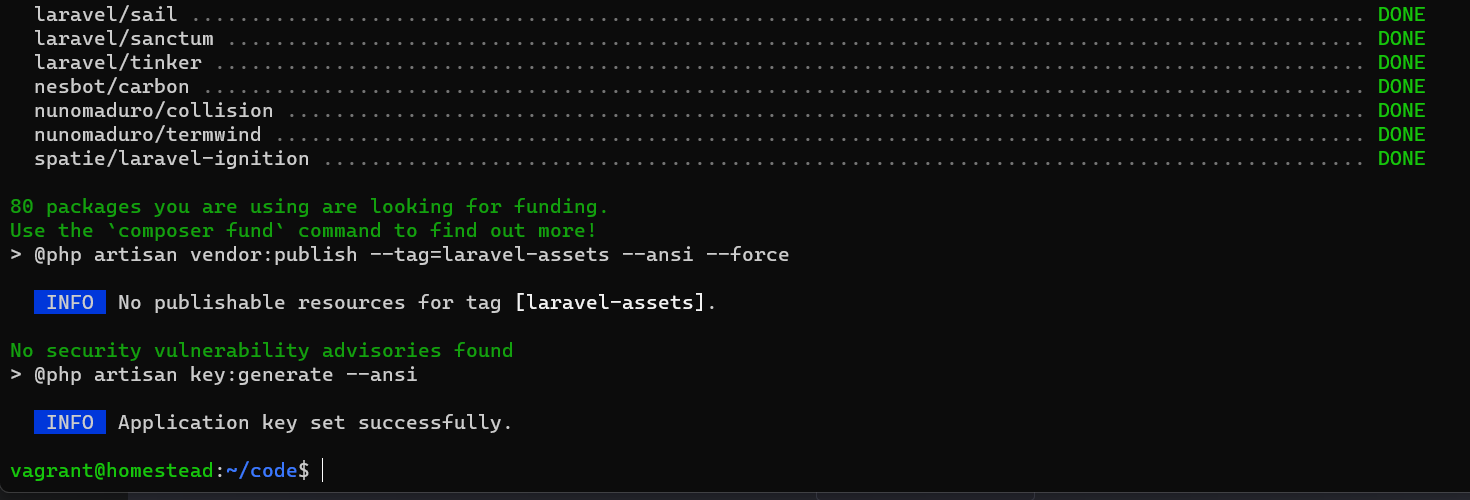 laravel/sail ................................................................................................. DONE
laravel/sanctum .............................................................................................. DONE
laravel/tinker ............................................................................................... DONE
nesbot/carbon ................................................................................................ DONE
nunomaduro/collision ......................................................................................... DONE
nunomaduro/termwind .......................................................................................... DONE
spatie/laravel-ignition ...................................................................................... DONE
80 packages you are using are looking for funding.
Use the `composer fund` command to find out more!
> @php artisan vendor:publish --tag=laravel-assets --ansi --force
INFO No publishable resources for tag [laravel-assets].
No security vulnerability advisories found
> @php artisan key:generate --ansi
INFO Application key set successfully.
vagrant@homestead:~/code$